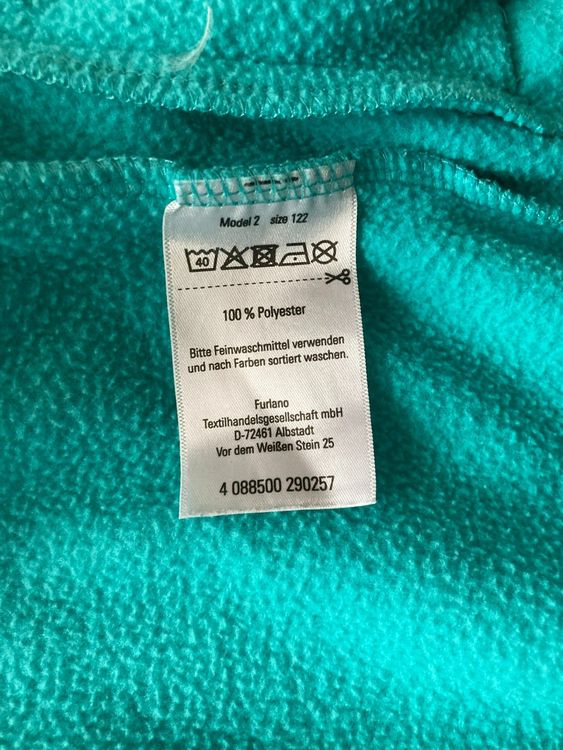 Model 2 size 122
40
100 % Polyester
Bitte Feinwaschmittel verwenden
und nach Farben sortiert waschen.
Furlano
Textilhandelsgesellschaft mbH
D-72461 Albstadt
Vor dem Weißen Stein 25
4 088500 290257